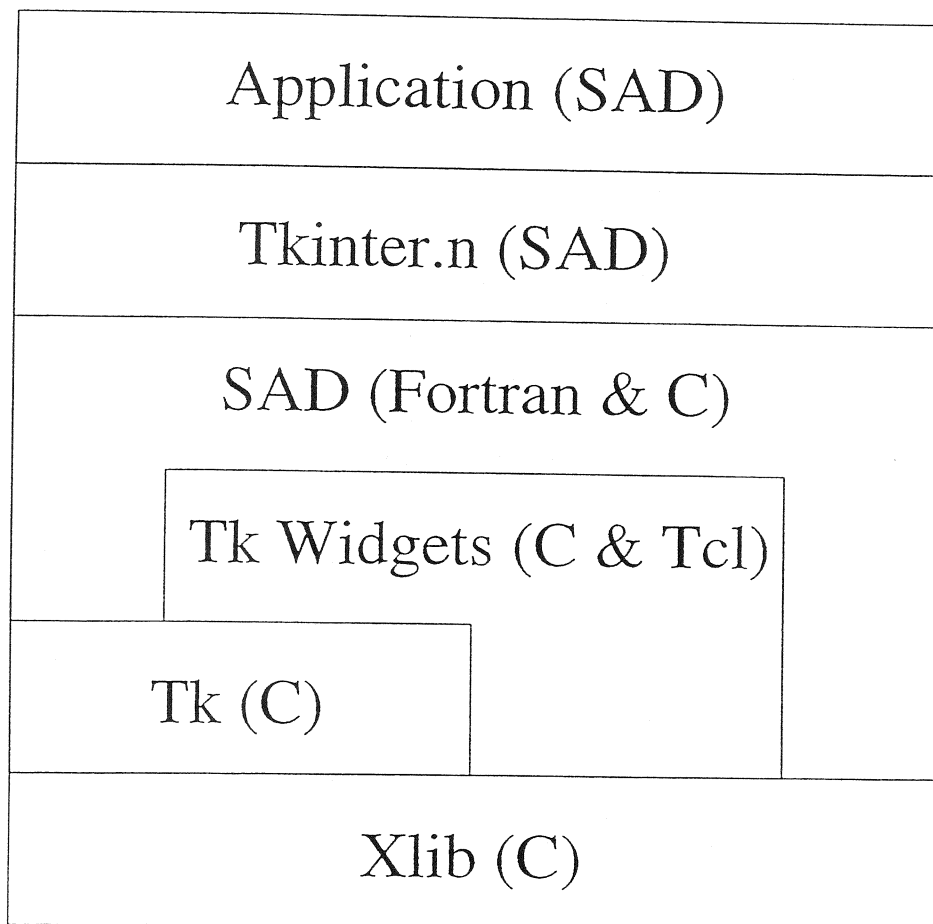 Application (SAD)
Tkinter.n (SAD)
SAD (Fortran & C)
Tk Widgets (C & Tcl)
Tk (C)
Xlib (C)